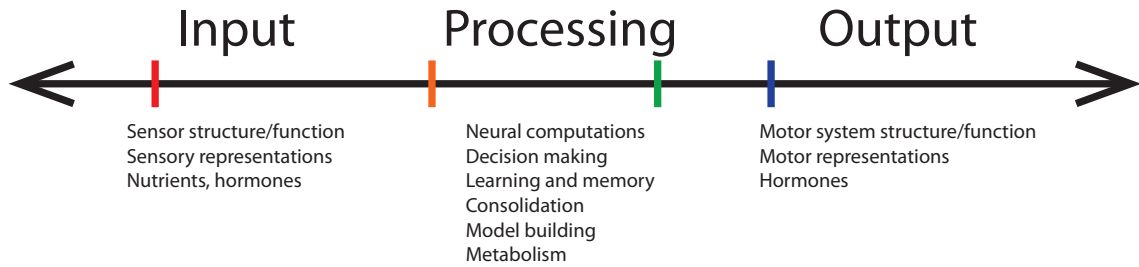 Input
Processing
Output
Sensor structure/function
Sensory representations
Nutrients, hormones
Neural computations
Decision making
Learning and memory
Consolidation
Model building
Metabolism
Motor system structure/function
Motor representations
Hormones